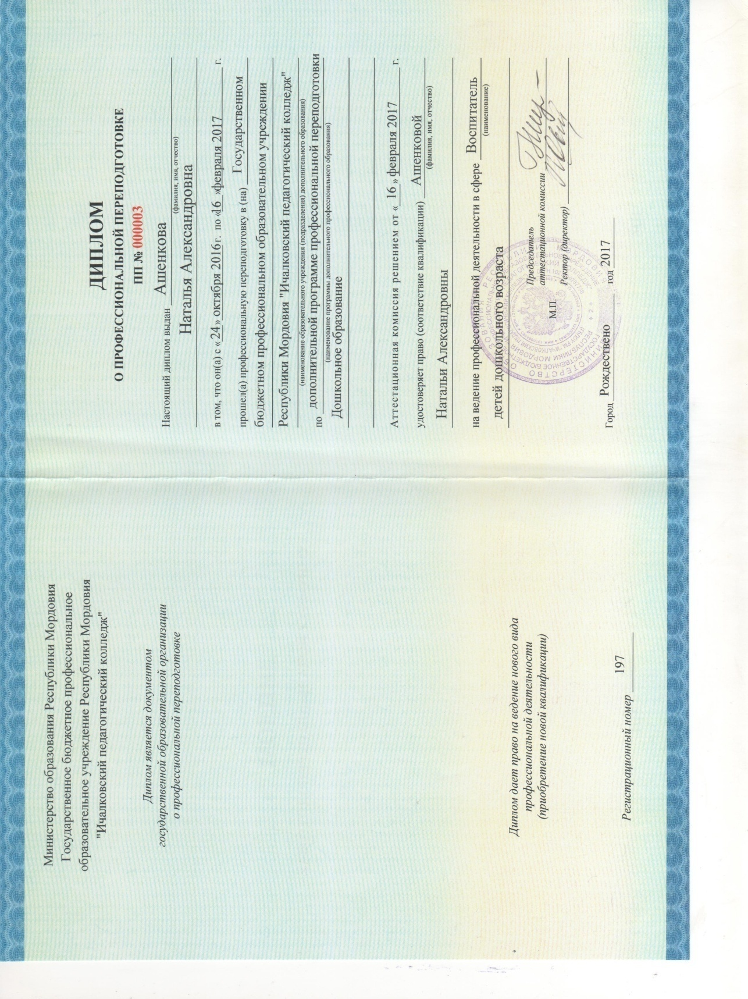 Министерство образования Республики Мордовия
Государственное бюджетное профессиональное
образовательное учреждение Республики Мордовия
"Ичалковский педагогический колледж"
Диплом является документом
государственной образовательной организации
о профессиональной переподготовке
Диплом дает право на ведение нового вида
профессиональной деятельности
(приобретение новой квалификации)
Регистрационный номер 197
ДИПЛОМ
О ПРОФЕССИОНАЛЬНОЙ ПЕРЕПОДГОТОВКЕ
ПП № 000003
Настоящий диплом выдан Ашенкова
(фамилия, имя, отчество)
Наталья Александровна
в том, что он(а) с «24» октября 2016г. по «16 »февраля 2017 г.
прошел(а) профессиональную переподготовку в (на) Государственном
бюджетном профессиональном образовательном учреждении
Республики Мордовия "Ичалковский педагогический колледж"
(наименование образовательного учреждения (подразделения) дополнительного образования)
по дополнительной программе профессиональной переподготовки
(наименование программы дополнительного профессионального образования)
Дошкольное образование
Аттестационная комиссия решением от « 16 » февраля 2017 г.
удостоверяет право (соответствие квалификации) Ашенковой
(фамилия, имя, отчество)
Натальи Александровны
на ведение профессиональной деятельности в сфере Воспитатель
(наименование)
детей дошкольного возраста
Председатель
аттестационной комиссии
М.П.
Ректор (директор)
Город Рождествено год 2017